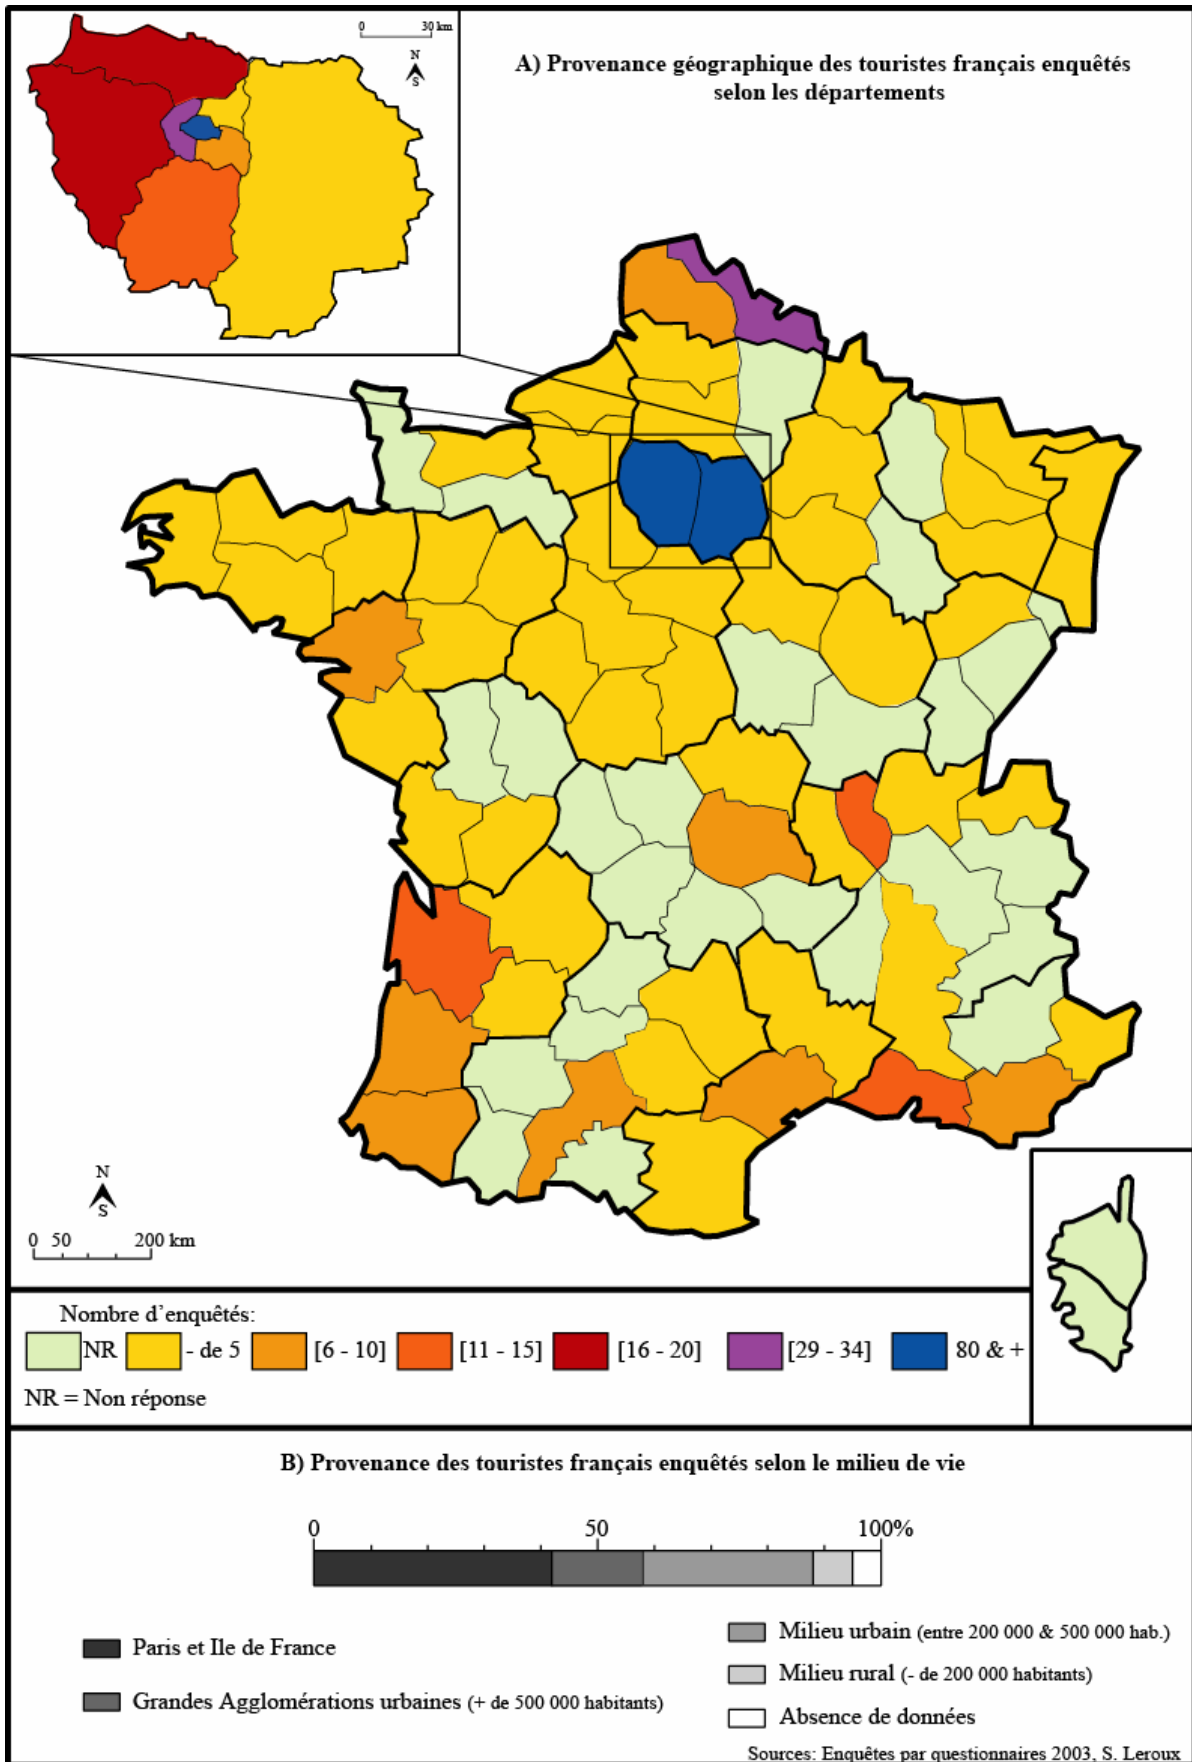 0 30 km
N
S
A) Provenance géographique des touristes français enquêtés
selon les départements
N
S
0 50 200 km
Nombre d'enquêtés:
NR - de 5 [6 - 10] [11 - 15] [16 - 20] [29 - 34] 80 & +
NR = Non réponse
B) Provenance des touristes français enquêtés selon le milieu de vie
0 50 100%
Paris et Ile de France
Grandes Agglomérations urbaines (+ de 500 000 habitants)
Milieu urbain (entre 200 000 & 500 000 hab.)
Milieu rural (- de 200 000 habitants)
Absence de données
Sources: Enquêtes par questionnaires 2003, S. Leroux